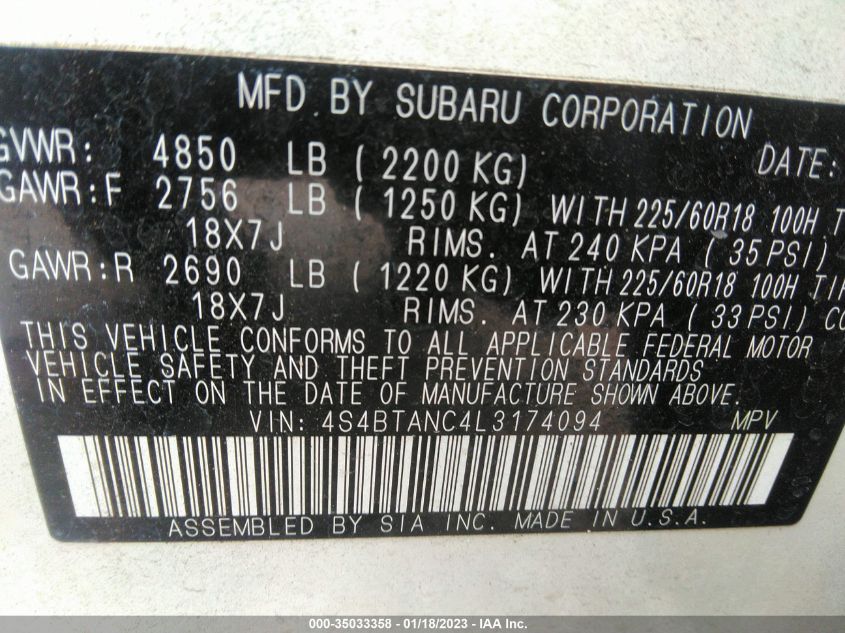 MFD. BY SUBARU CORPORATION
GVWR: 4850 LB ( 2200 KG) DATE:
GAWR:F 2756 LB ( 1250 KG) WITH 225/60R18 100H
18X7J RIMS. AT 240 KPA ( 35 PSI)
GAWR:R 2690 LB ( 1220 KG) WITH 225/60R18 100H
18X7J RIMS. AT 230 KPA ( 33 PSI)
THIS VEHICLE CONFORMS TO ALL APPLICABLE FEDERAL MOTOR
VEHICLE SAFETY AND THEFT PREVENTION STANDARDS
IN EFFECT ON THE DATE OF MANUFACTURE SHOWN ABOVE.
VIN: 4S4BTANC4L3174094 MPV
ASSEMBLED BY SIA INC. MADE IN U.S.A.
000-35033358 - 01/18/2023 - IAA Inc.